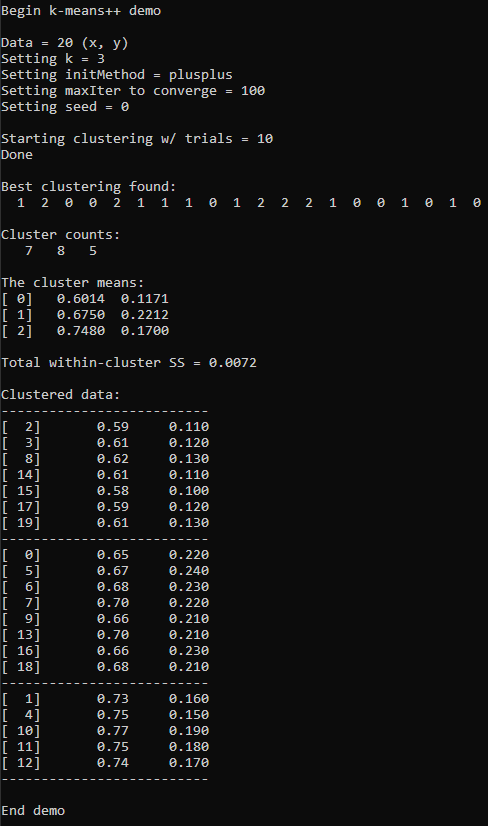 Begin k-means++ demo
Data = 20 (x, y)
Setting k = 3
Setting initMethod = plusplus
Setting maxIter to converge = 100
Setting seed = 0
Starting clustering w/ trials = 10
Done
Best clustering found:
1 2 0 0 2 1 1 1 0 1 2 2 2 1 0 0 1 0 1 0
Cluster counts:
7 8 5
The cluster means:
[ 0] 0.6014 0.1171
[ 1] 0.6750 0.2212
[ 2] 0.7480 0.1700
Total within-cluster SS = 0.0072
Clustered data:
--------------------------
[ 2] 0.59 0.110
[ 3] 0.61 0.120
[ 8] 0.62 0.130
[ 14] 0.61 0.110
[ 15] 0.58 0.100
[ 17] 0.59 0.120
[ 19] 0.61 0.130
--------------------------
[ 0] 0.65 0.220
[ 5] 0.67 0.240
[ 6] 0.68 0.230
[ 7] 0.70 0.220
[ 9] 0.66 0.210
[ 13] 0.70 0.210
[ 16] 0.66 0.230
[ 18] 0.68 0.210
--------------------------
[ 1] 0.73 0.160
[ 4] 0.75 0.150
[ 10] 0.77 0.190
[ 11] 0.75 0.180
[ 12] 0.74 0.170
--------------------------
End demo